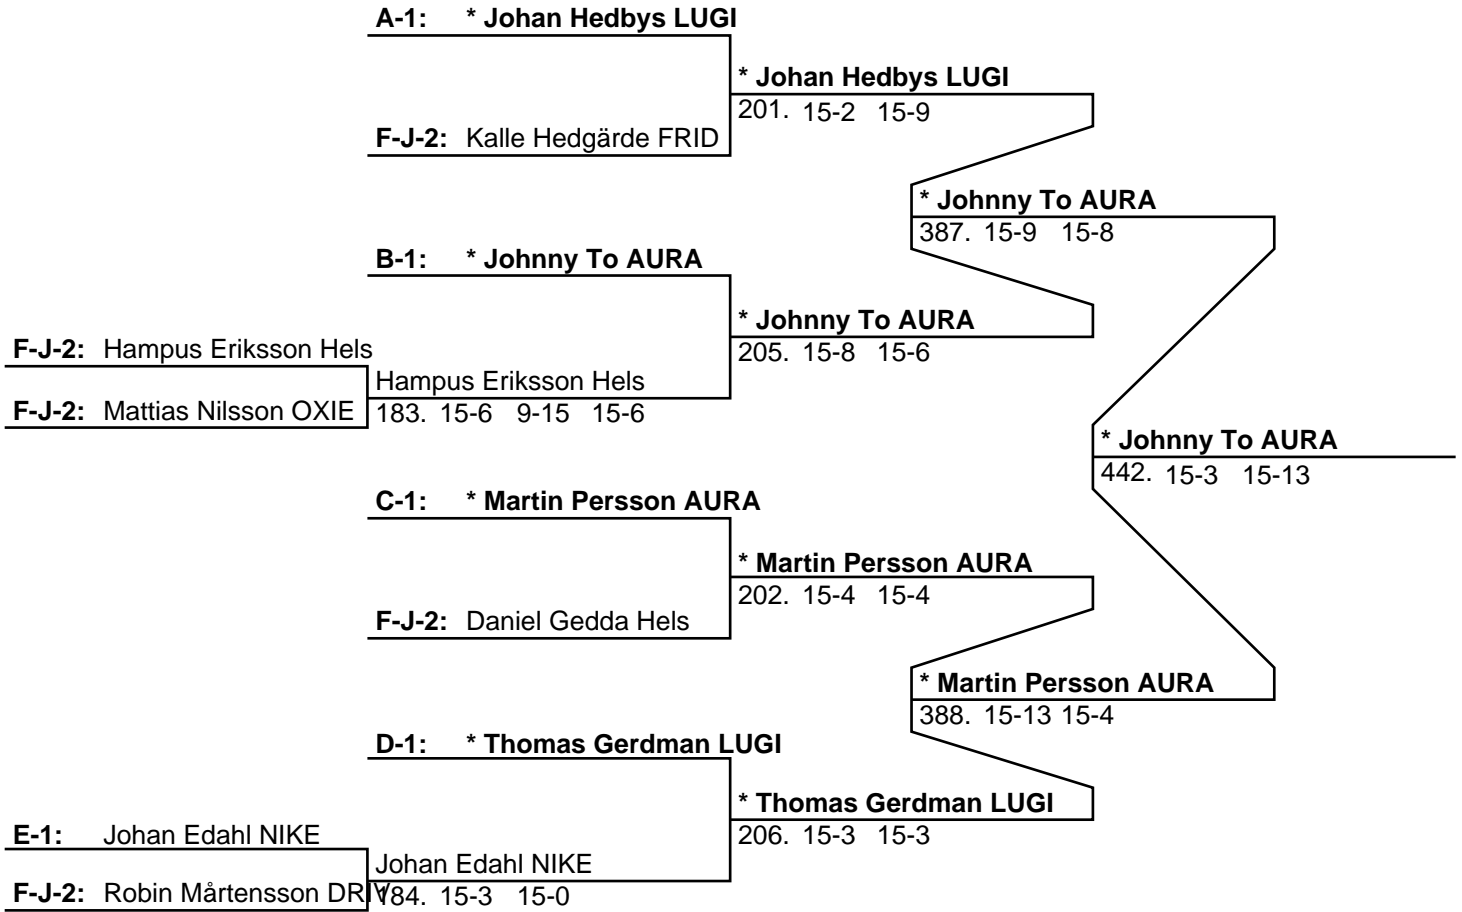 A-1: * Johan Hedbys LUGI
* Johan Hedbys LUGI
201. 15-2 15-9
F-J-2: Kalle Hedgärde FRID
* Johnny To AURA
387. 15-9 15-8
B-1: * Johnny To AURA
* Johnny To AURA
205. 15-8 15-6
F-J-2: Hampus Eriksson Hels
Hampus Eriksson Hels
183. 15-6 9-15 15-6
F-J-2: Mattias Nilsson OXIE
* Johnny To AURA
442. 15-3 15-13
C-1: * Martin Persson AURA
* Martin Persson AURA
202. 15-4 15-4
F-J-2: Daniel Gedda Hels
* Martin Persson AURA
388. 15-13 15-4
D-1: * Thomas Gerdman LUGI
* Thomas Gerdman LUGI
206. 15-3 15-3
E-1: Johan Edahl NIKE
Johan Edahl NIKE
184. 15-3 15-0
F-J-2: Robin Mårtensson DRIV